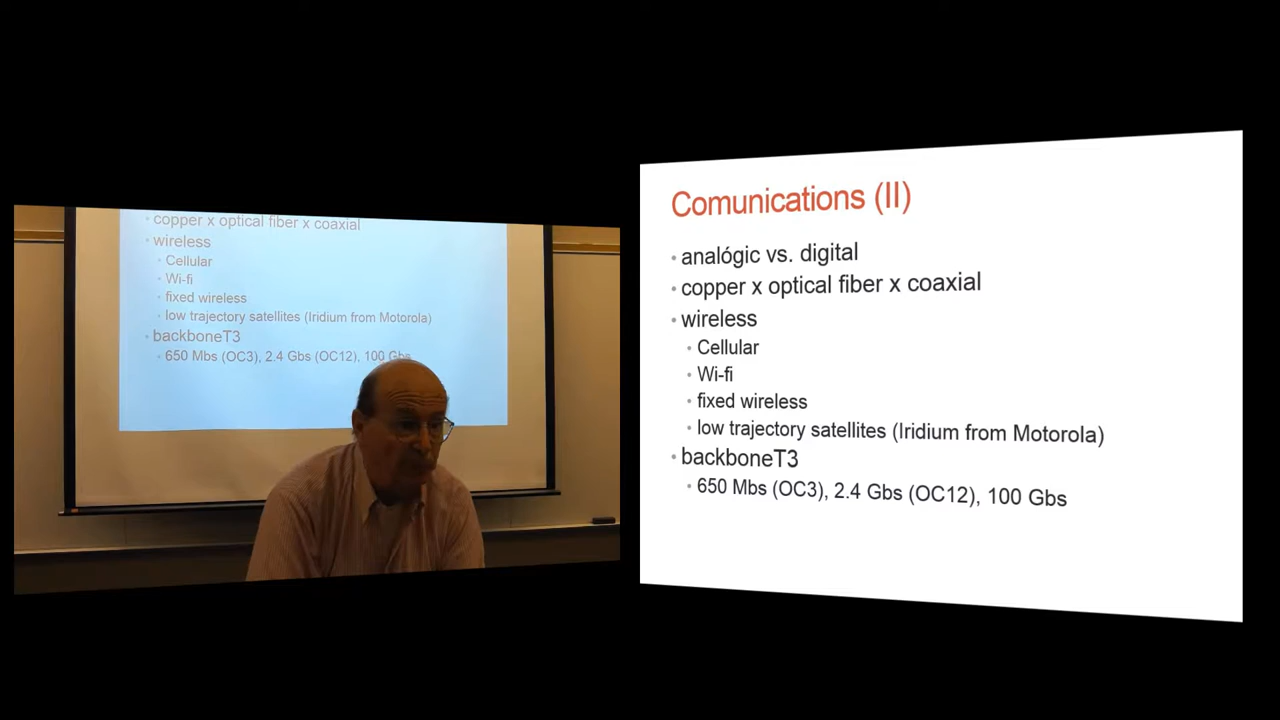 copper x optical fiber x coaxial
wireless
Cellular
Wi-fi
fixed wireless
low trajectory satellites (Iridium from Motorola)
backboneT3
650 Mbs (OC3), 2.4 Gbs (OC12), 100 Gbs
Comunications (II)
analógic vs. digital
copper x optical fiber x coaxial
wireless
Cellular
Wi-fi
fixed wireless
low trajectory satellites (Iridium from Motorola)
backboneT3
650 Mbs (OC3), 2.4 Gbs (OC12), 100 Gbs